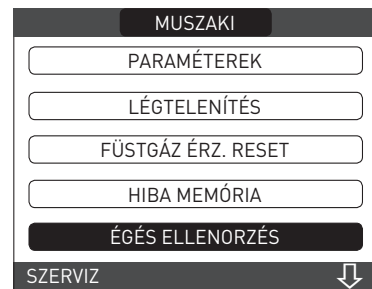 MUSZAKI
PARAMÉTEREK
LÉGTELENÍTÉS
FÜSTGÁZ ÉRZ. RESET
HIBA MEMÓRIA
ÉGÉS ELLENORZÉS
SZERVIZ